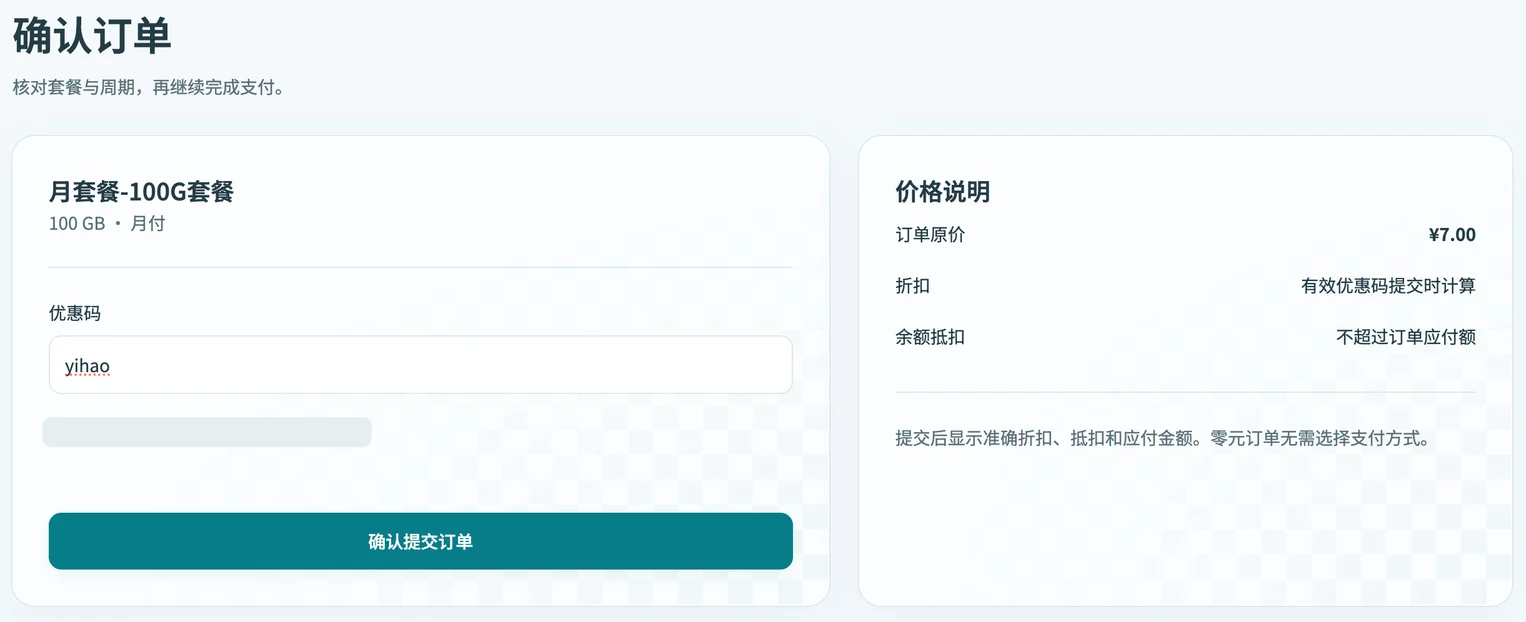 确认订单
核对套餐与周期，再继续完成支付。
月套餐-100G套餐
100 GB · 月付
优惠码
yihao
确认提交订单
价格说明
订单原价 ¥7.00
折扣 有效优惠码提交时计算
余额抵扣 不超过订单应付额
提交后显示准确折扣、抵扣和应付金额。零元订单无需选择支付方式。